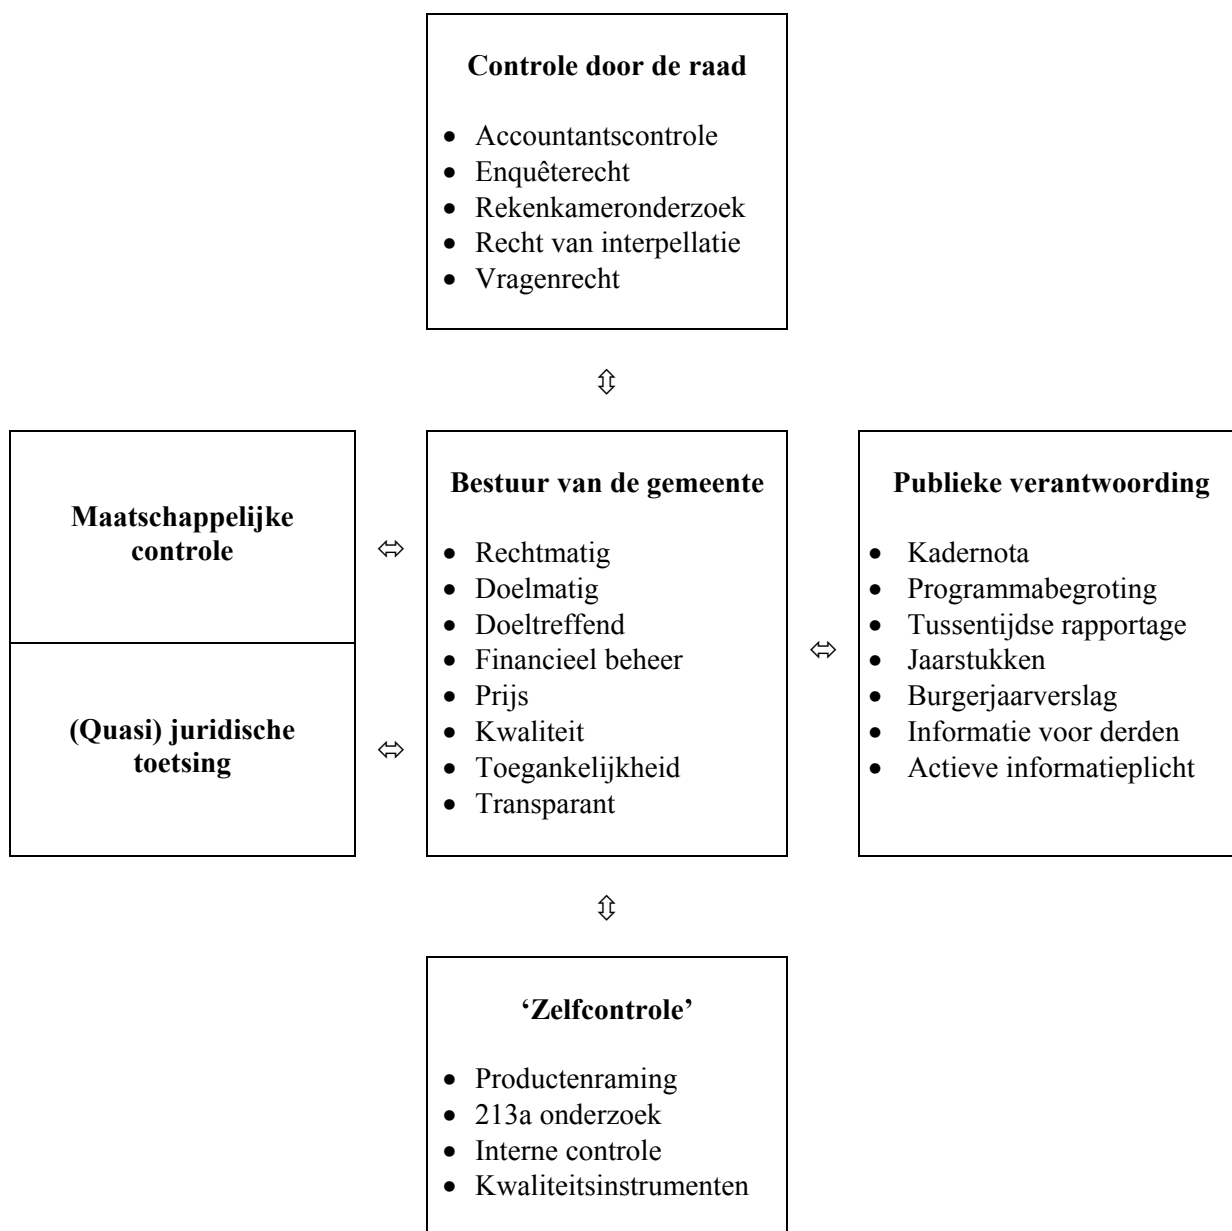 Controle door de raad
• Accountantscontrole
• Enquêterecht
• Rekenkameronderzoek
• Recht van interpellatie
• Vragenrecht
⇳
Maatschappelijke
controle
⬄
(Quasi) juridische
toetsing
⬄
Bestuur van de gemeente
• Rechtmatig
• Doelmatig
• Doeltreffend
• Financieel beheer
• Prijs
• Kwaliteit
• Toegankelijkheid
• Transparant
⬄
Publieke verantwoording
• Kadernota
• Programmabegroting
• Tussentijdse rapportage
• Jaarstukken
• Burgerjaarverslag
• Informatie voor derden
• Actieve informatieplicht
⇳
‘Zelfcontrole’
• Productenraming
• 213a onderzoek
• Interne controle
• Kwaliteitsinstrumenten